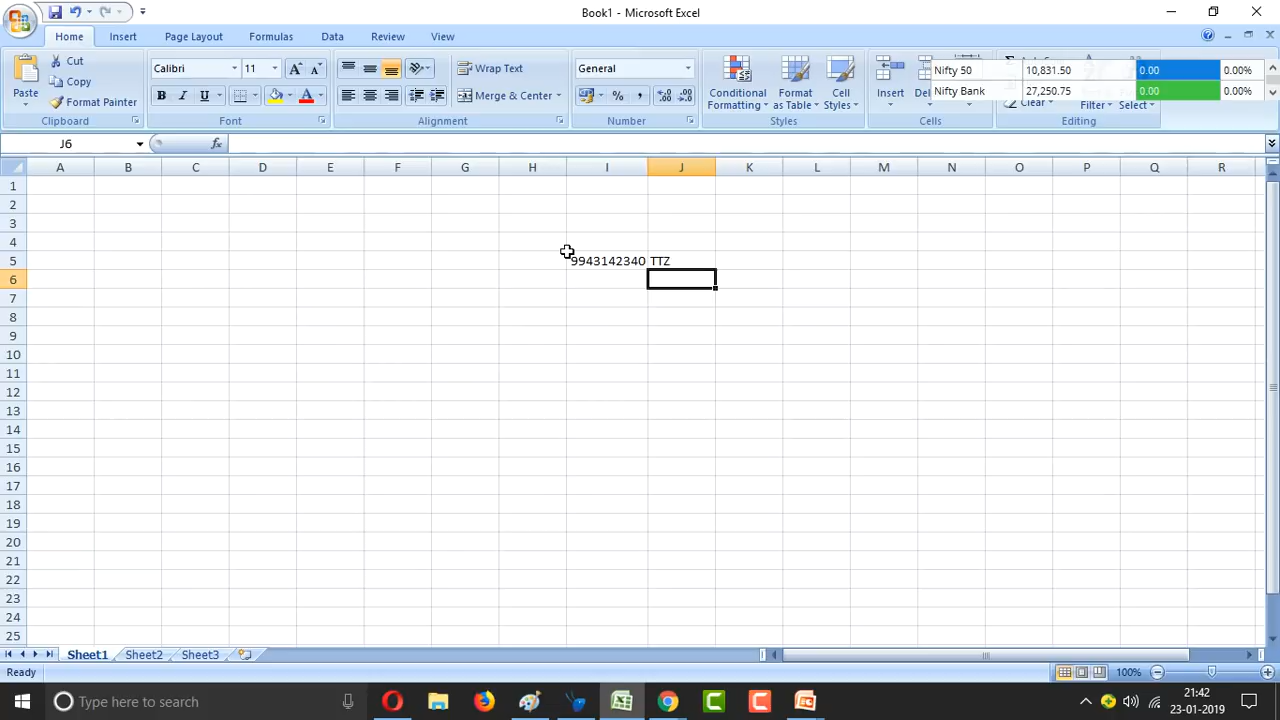 Book1 - Microsoft Excel
Home Insert Page Layout Formulas Data Review View
Paste
Cut
Copy
Format Painter
Clipboard
Calibri 11
B I U
Font
Wrap Text
Merge & Center
Alignment
General
Number
Conditional Formatting
Format as Table
Cell Styles
Styles
Insert
Cells
Clear
Filter
Select
Editing
Nifty 50 10,831.50 0.00 0.00%
Nifty Bank 27,250.75 0.00 0.00%
J6 fx
A B C D E F G H I J K L M N O P Q R
1
2
3
4
5 9943142340 TTZ
6
7
8
9
10
11
12
13
14
15
16
17
18
19
20
21
22
23
24
25
Sheet1 Sheet2 Sheet3
Ready 100%
Type here to search
21:42
23-01-2019